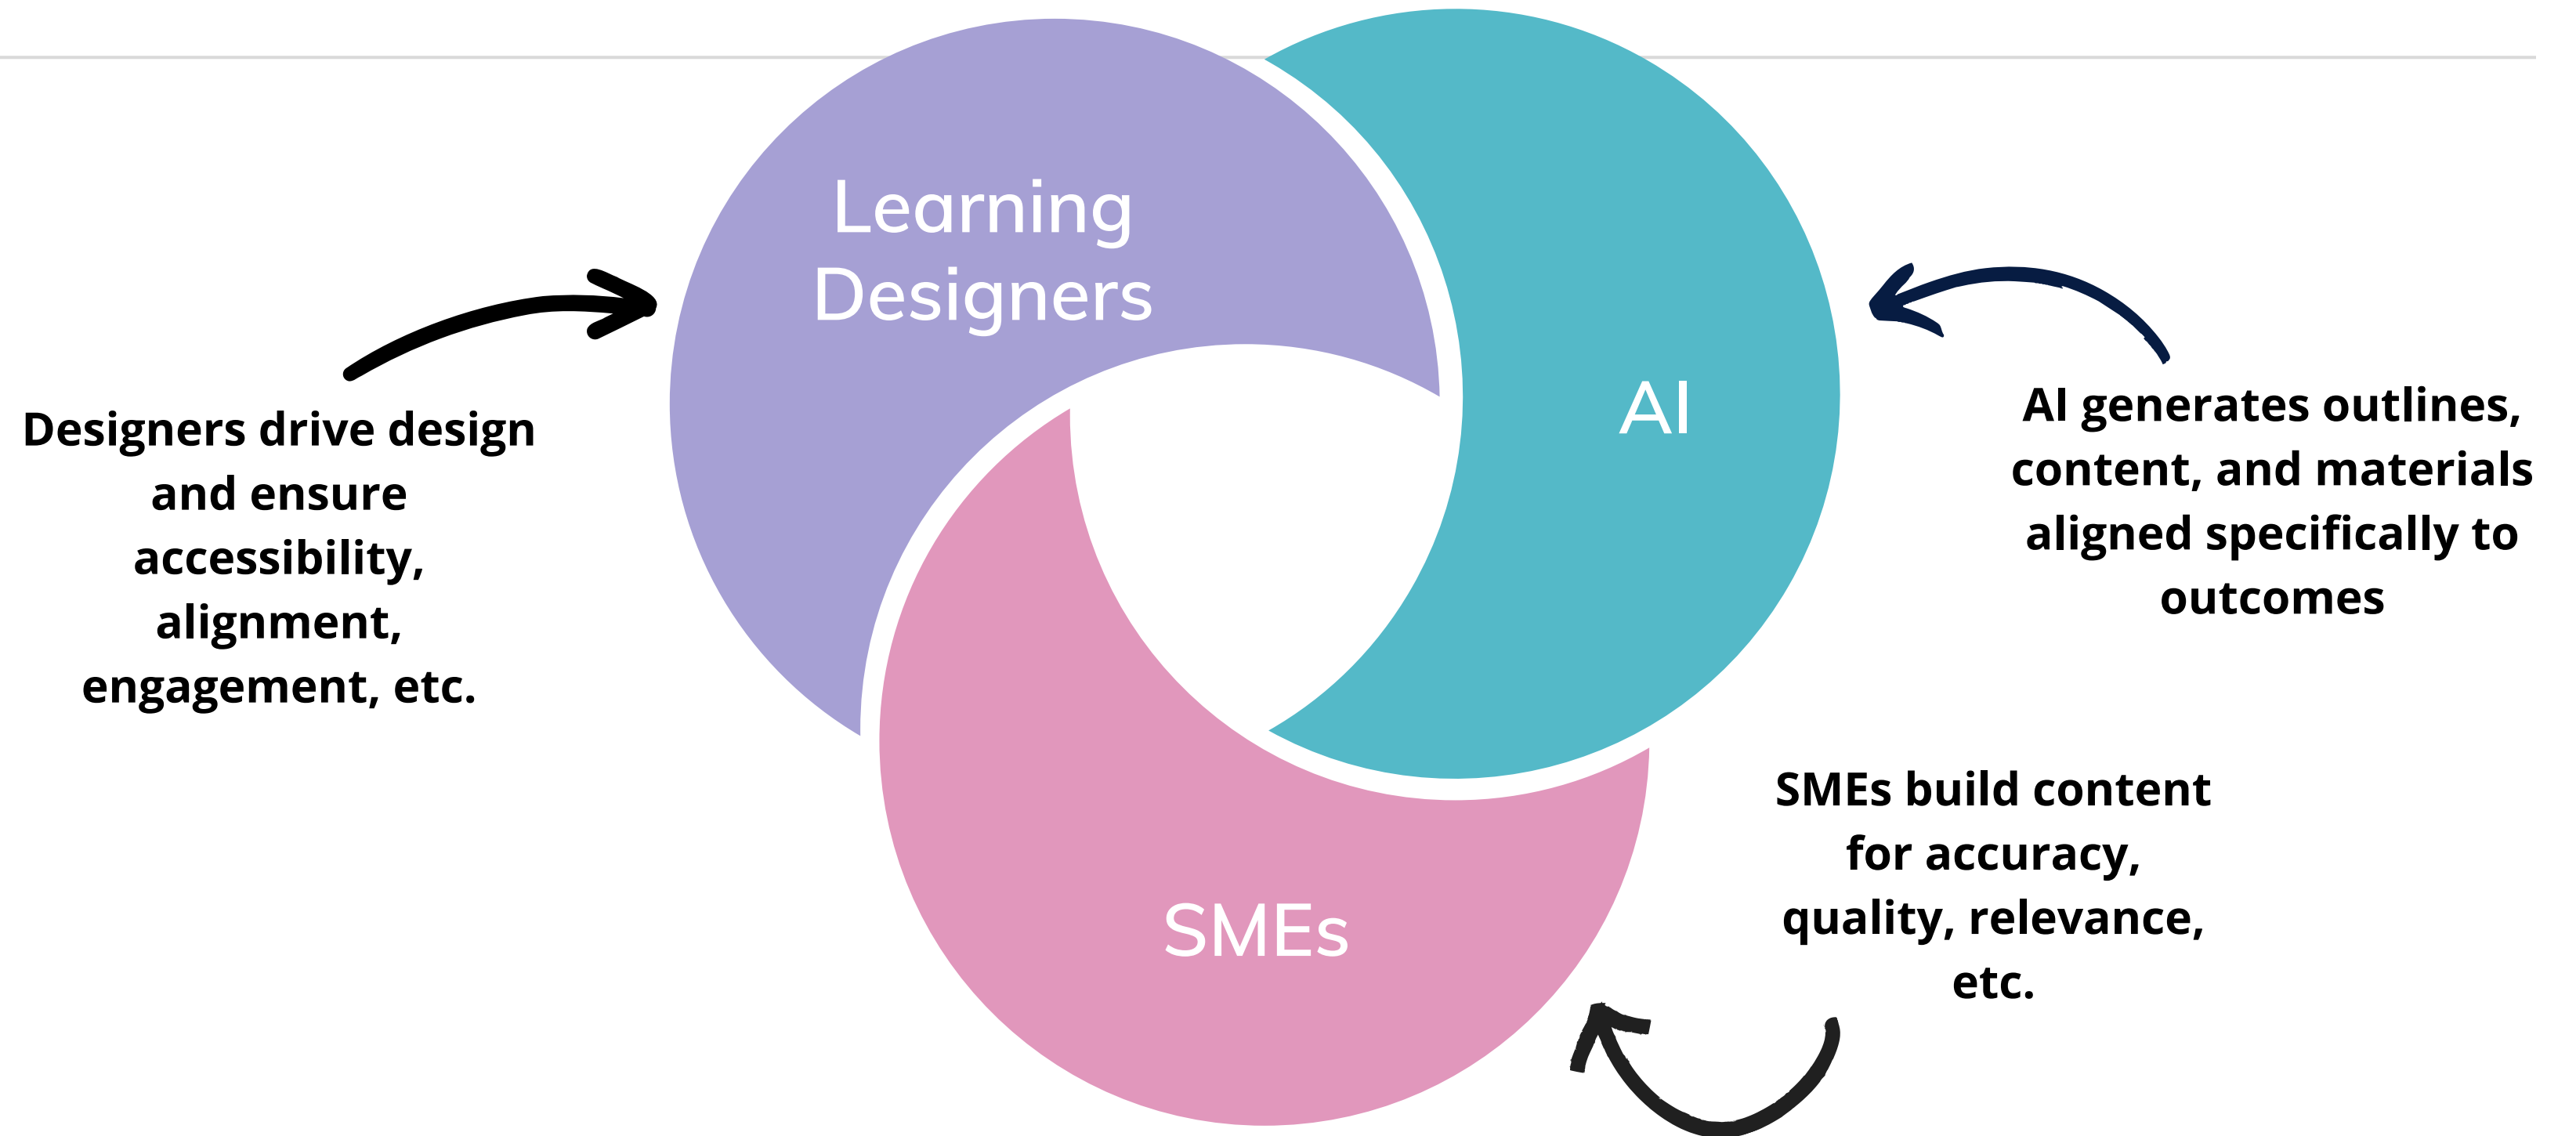 Learning
Designers
AI
SMEs
Designers drive design
and ensure
accessibility,
alignment,
engagement, etc.
AI generates outlines,
content, and materials
aligned specifically to
outcomes
SMEs build content
for accuracy,
quality, relevance,
etc.